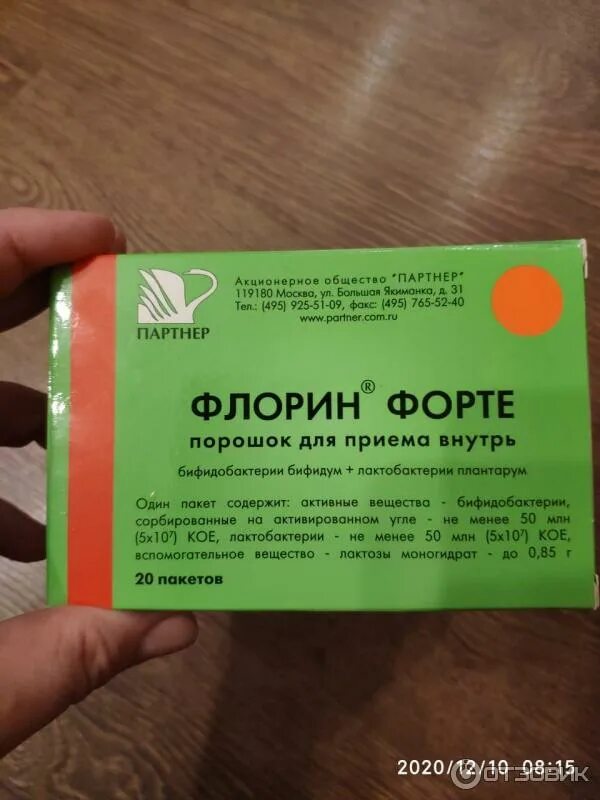 Акционерное общество "ПАРТНЕР"
119180 Москва, ул. Большая Якиманка, д. 31
Тел.: (495) 925-51-09, факс: (495) 765-52-40
www.partner.com.ru
ПАРТНЕР
ФЛОРИН® ФОРТЕ
порошок для приема внутрь
бифидобактерии бифидум + лактобактерии плантарум
Один пакет содержит: активные вещества - бифидобактерии,
сорбированные на активированном угле - не менее 50 млн
(5х10⁷) КОЕ, лактобактерии - не менее 50 млн (5х10⁷) КОЕ,
вспомогательное вещество - лактозы моногидрат - до 0,85 г
20 пакетов
2020/12/10 08:15
ОТЗОВИК